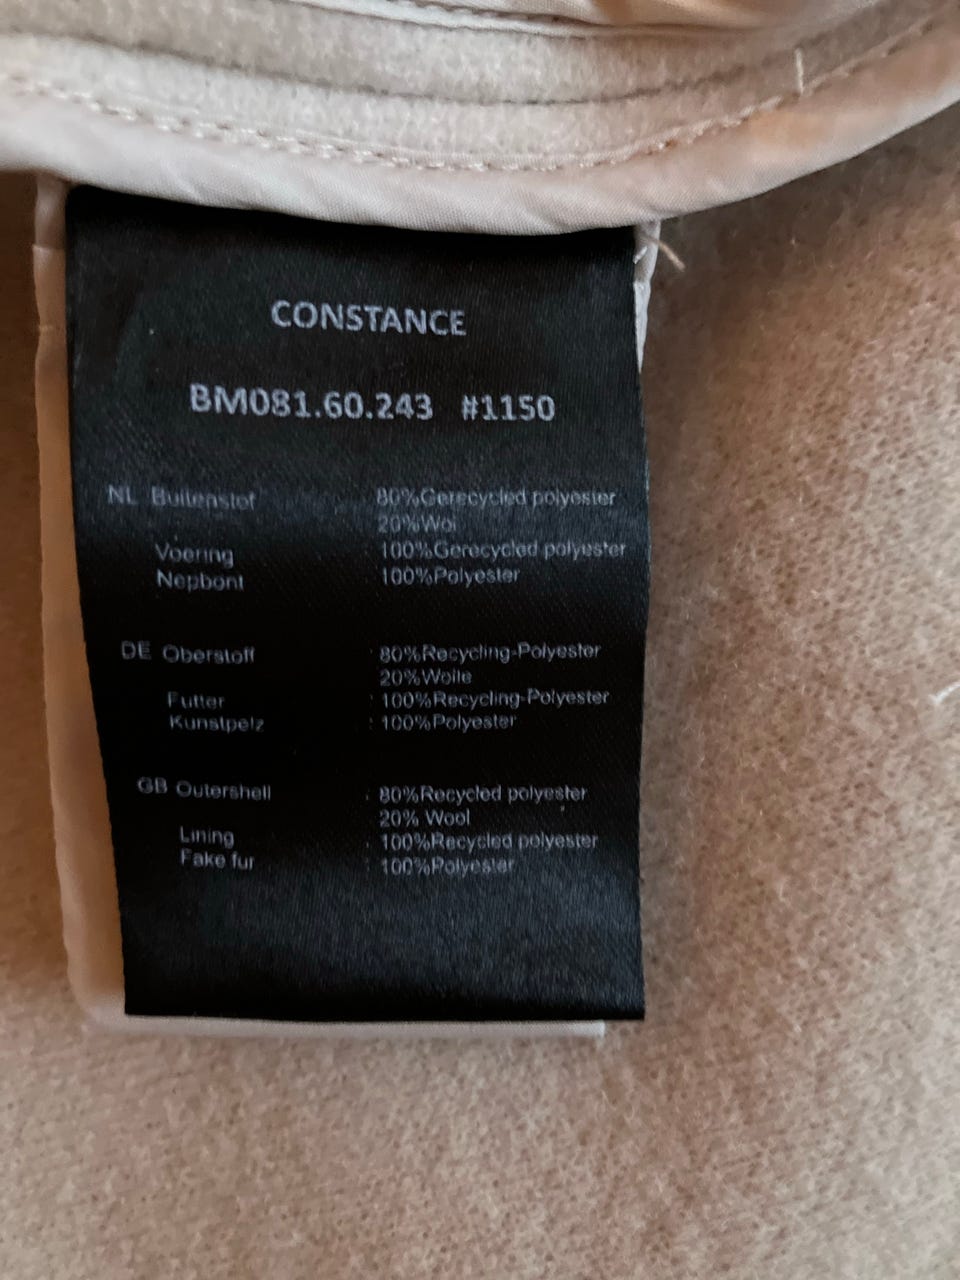 CONSTANCE
BM081.60.243 #1150
NL Buitenstof : 80%Gerecycled polyester
20%Wol
Voering : 100%Gerecycled polyester
Nepbont : 100%Polyester
DE Oberstoff : 80%Recycling-Polyester
20%Wolle
Futter : 100%Recycling-Polyester
Kunstpelz : 100%Polyester
GB Outershell : 80%Recycled polyester
20% Wool
Lining : 100%Recycled polyester
Fake fur : 100%Polyester